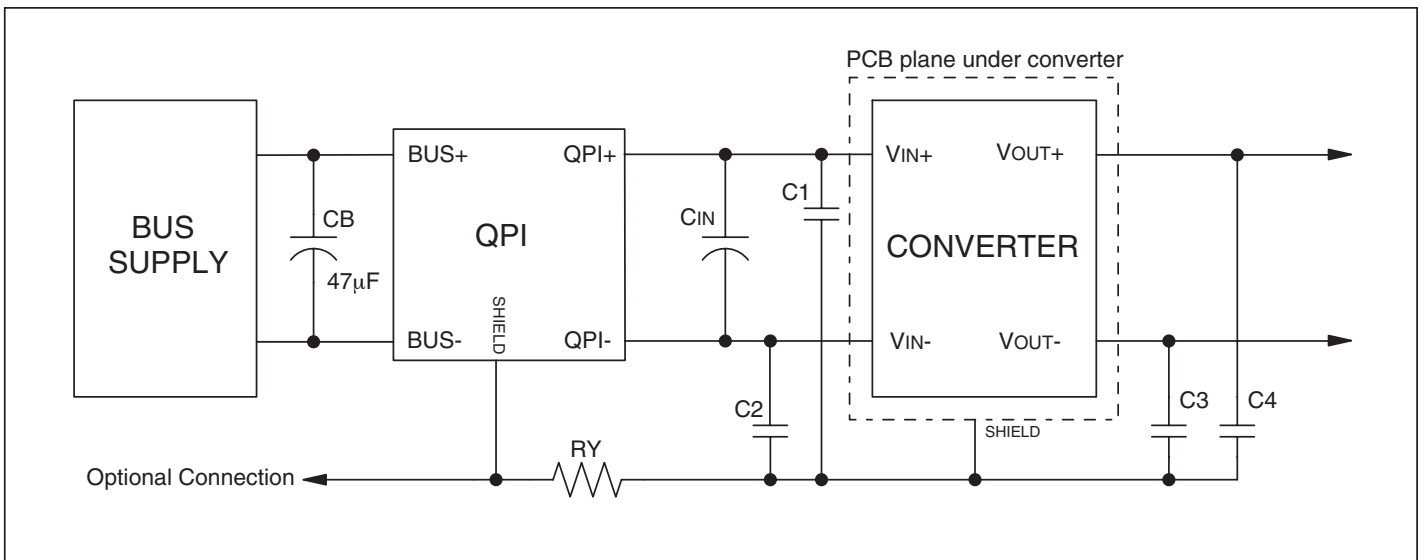 PCB plane under converter
BUS
SUPPLY
CB
47µF
BUS+
QPI+
QPI
SHIELD
BUS-
QPI-
CIN
C1
C2
VIN+
VOUT+
CONVERTER
VIN-
VOUT-
SHIELD
C3
C4
RY
Optional Connection